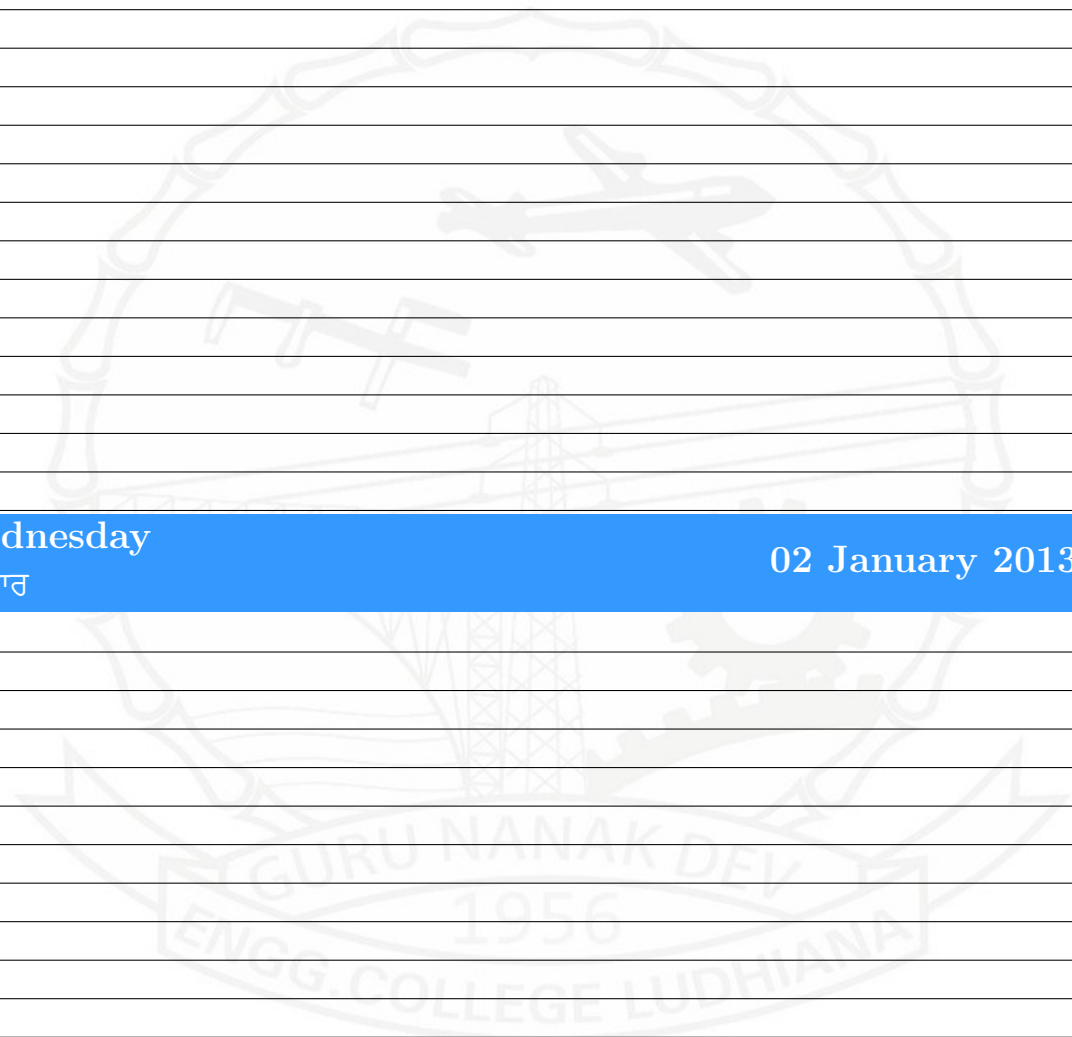 dnesday
ਾਰ
02 January 2013
GURU NANAK DEV
1956
ENGG.COLLEGE LUDHIANA